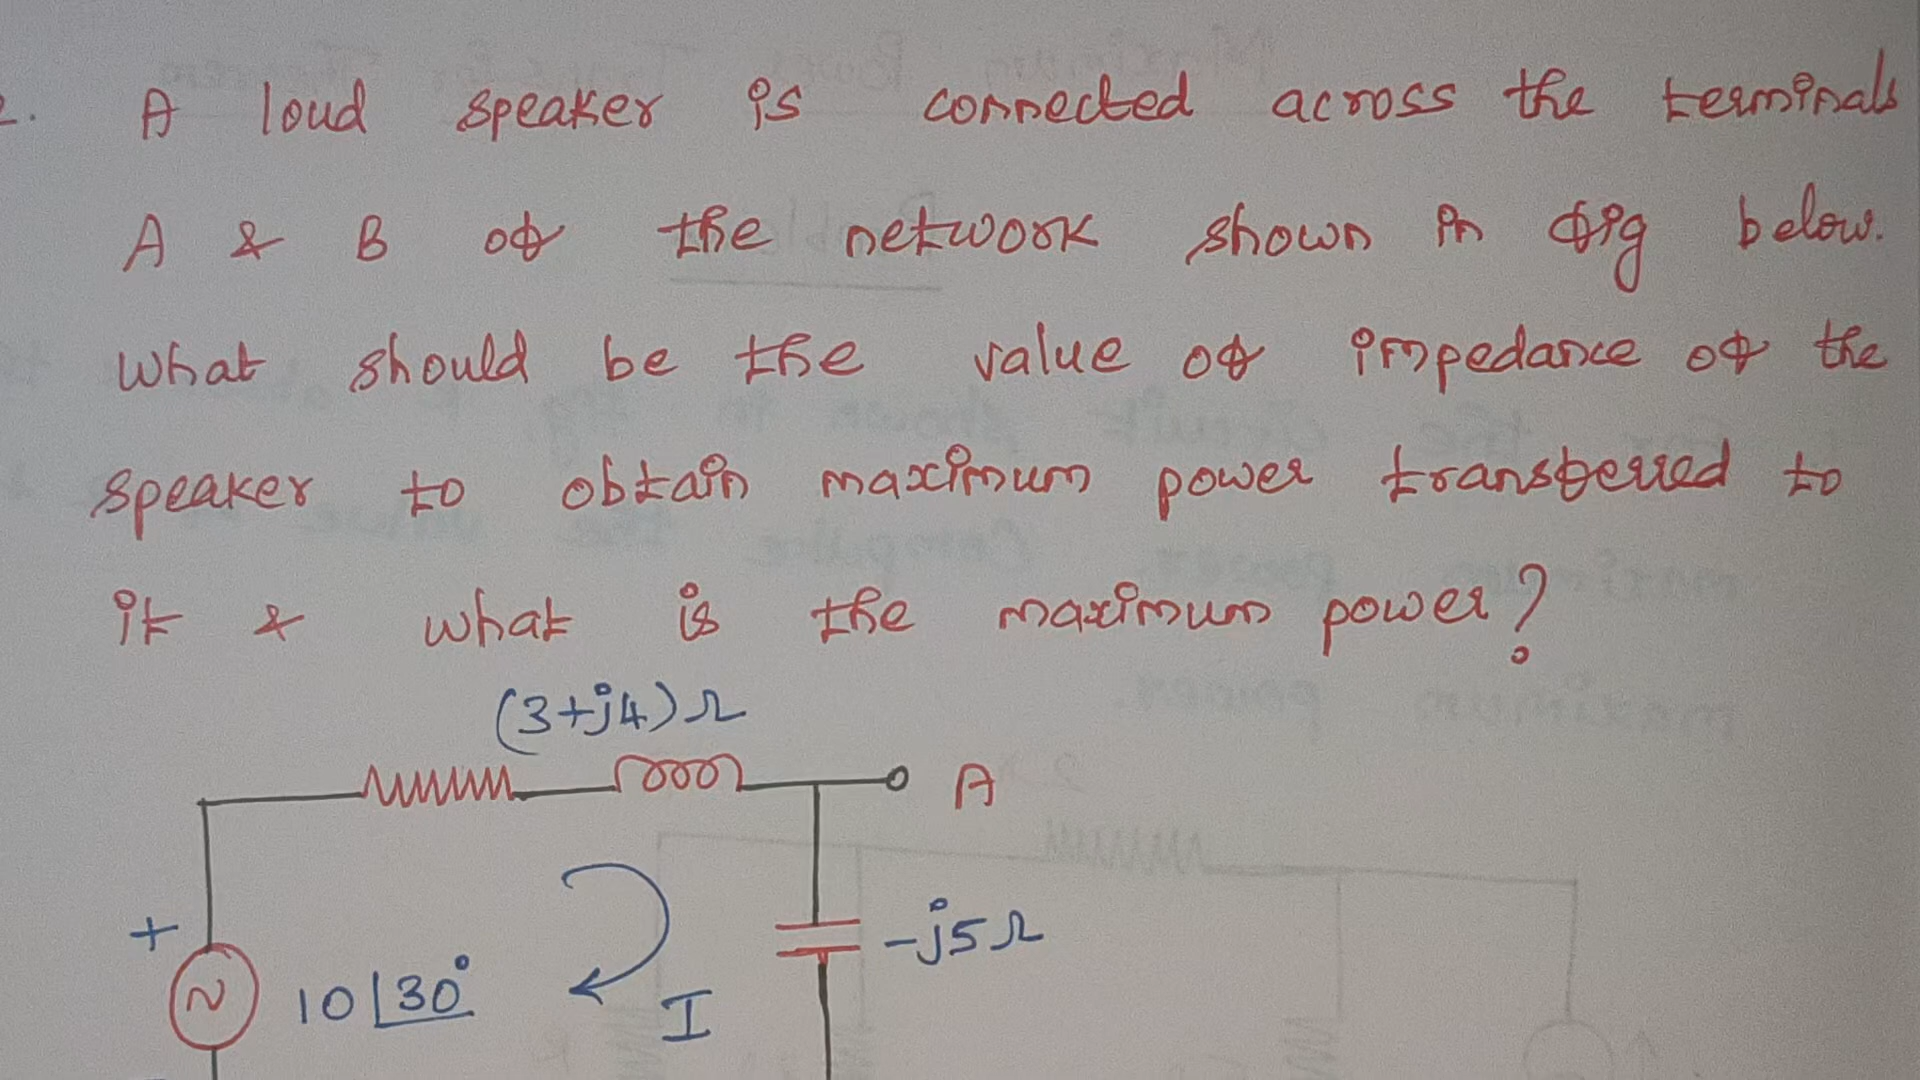 2. A loud speaker is connected across the terminals
A & B of the network shown in fig below.
What should be the value of impedance of the
speaker to obtain maximum power transferred to
it & what is the maximum power?
(3+j4)Ω
A
+
-j5Ω
10∠30°
I